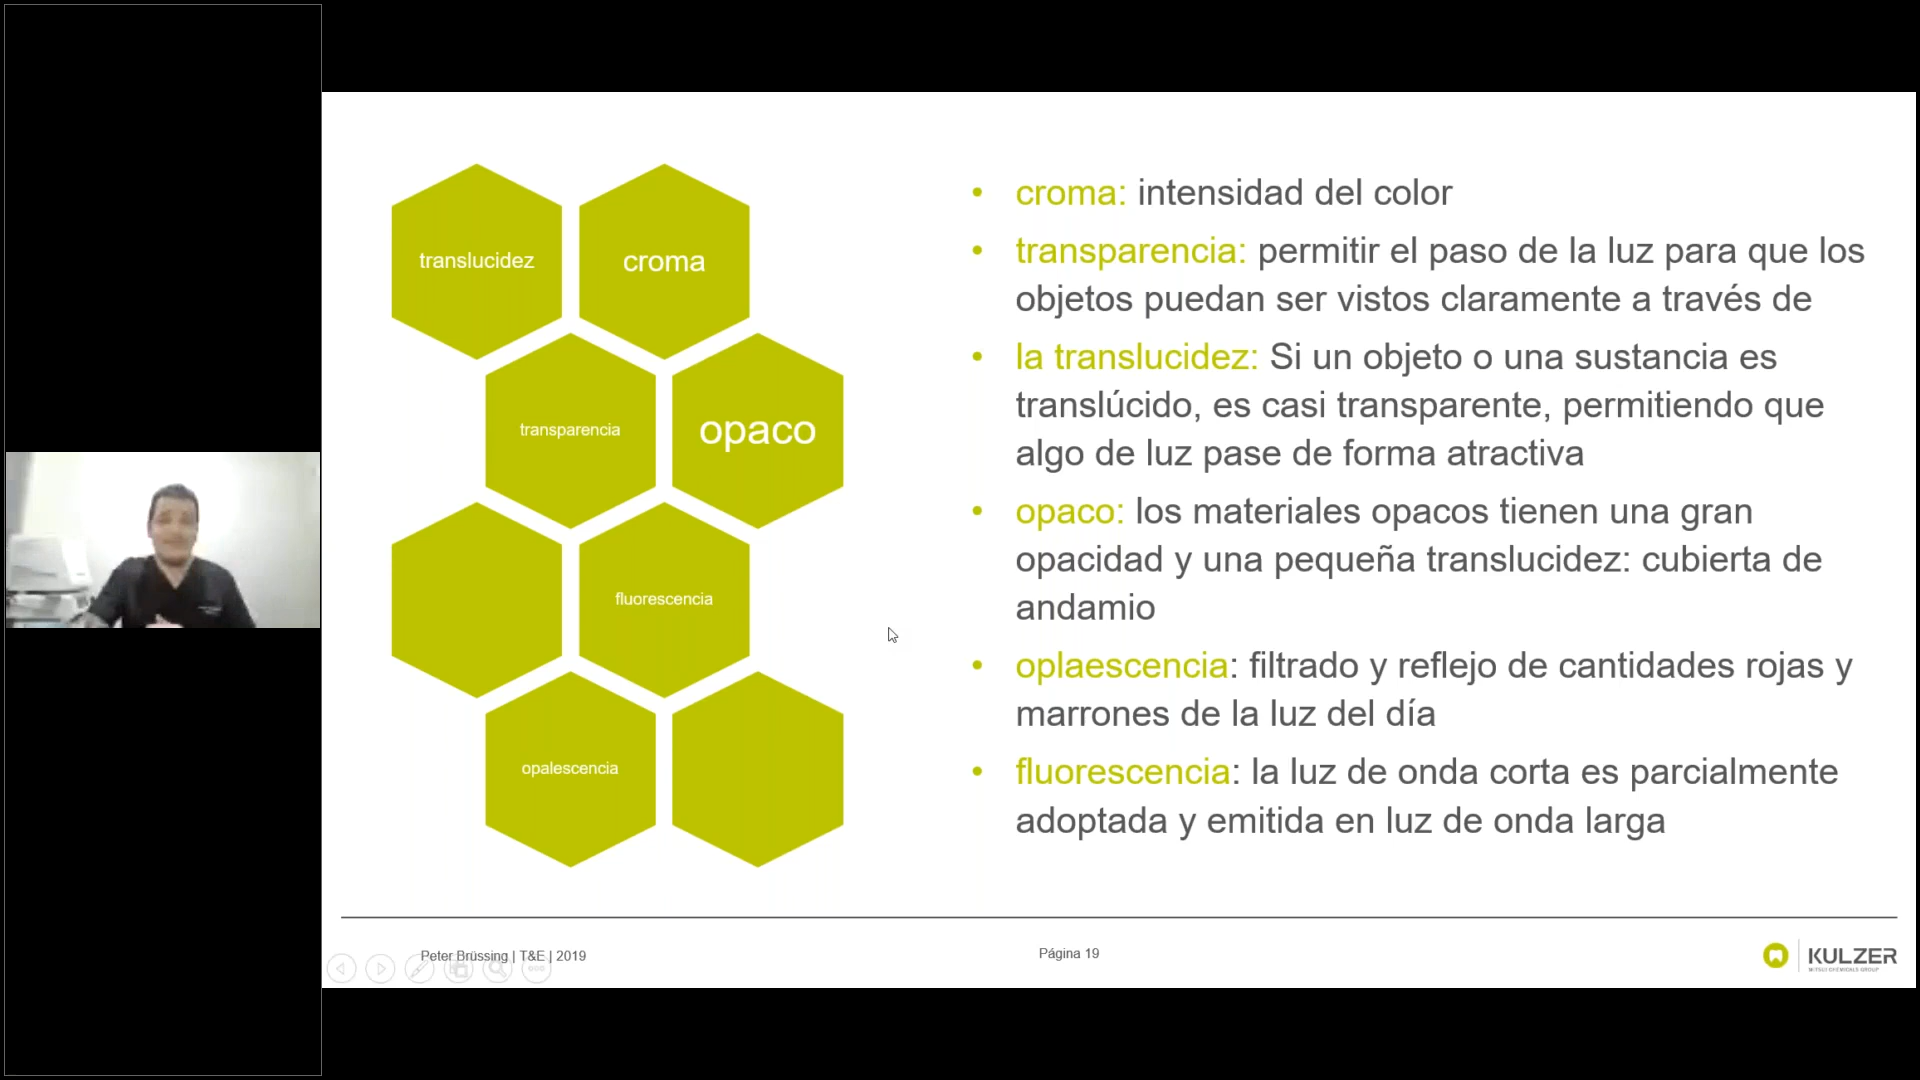 translucidez
croma
transparencia
opaco
fluorescencia
opalescencia
• croma: intensidad del color
• transparencia: permitir el paso de la luz para que los
objetos puedan ser vistos claramente a través de
• la translucidez: Si un objeto o una sustancia es
translúcido, es casi transparente, permitiendo que
algo de luz pase de forma atractiva
• opaco: los materiales opacos tienen una gran
opacidad y una pequeña translucidez: cubierta de
andamio
• oplaescencia: filtrado y reflejo de cantidades rojas y
marrones de la luz del día
• fluorescencia: la luz de onda corta es parcialmente
adoptada y emitida en luz de onda larga
Peter Brüssing | T&E | 2019
Página 19
KULZER
MITSUI CHEMICALS GROUP